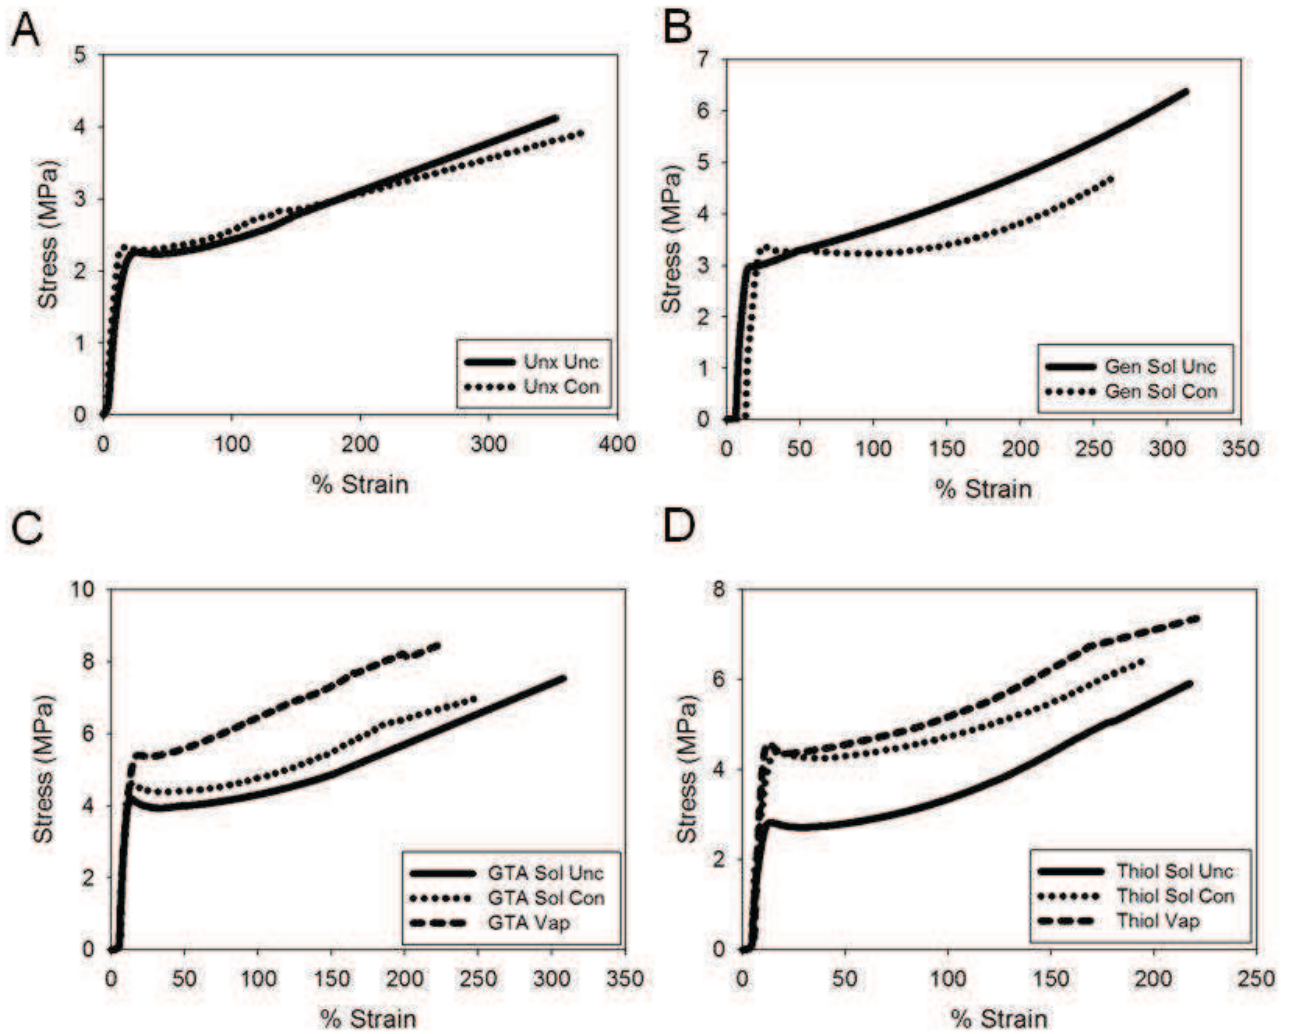 A
5
4
3
2
1
0
Stress (MPa)
Unx Unc
Unx Con
0 100 200 300 400
% Strain
B
7
6
5
4
3
2
1
0
Stress (MPa)
Gen Sol Unc
Gen Sol Con
0 50 100 150 200 250 300 350
% Strain
C
10
8
6
4
2
0
Stress (MPa)
GTA Sol Unc
GTA Sol Con
GTA Vap
0 50 100 150 200 250 300 350
% Strain
D
8
6
4
2
0
Stress (MPa)
Thiol Sol Unc
Thiol Sol Con
Thiol Vap
0 50 100 150 200 250
% Strain